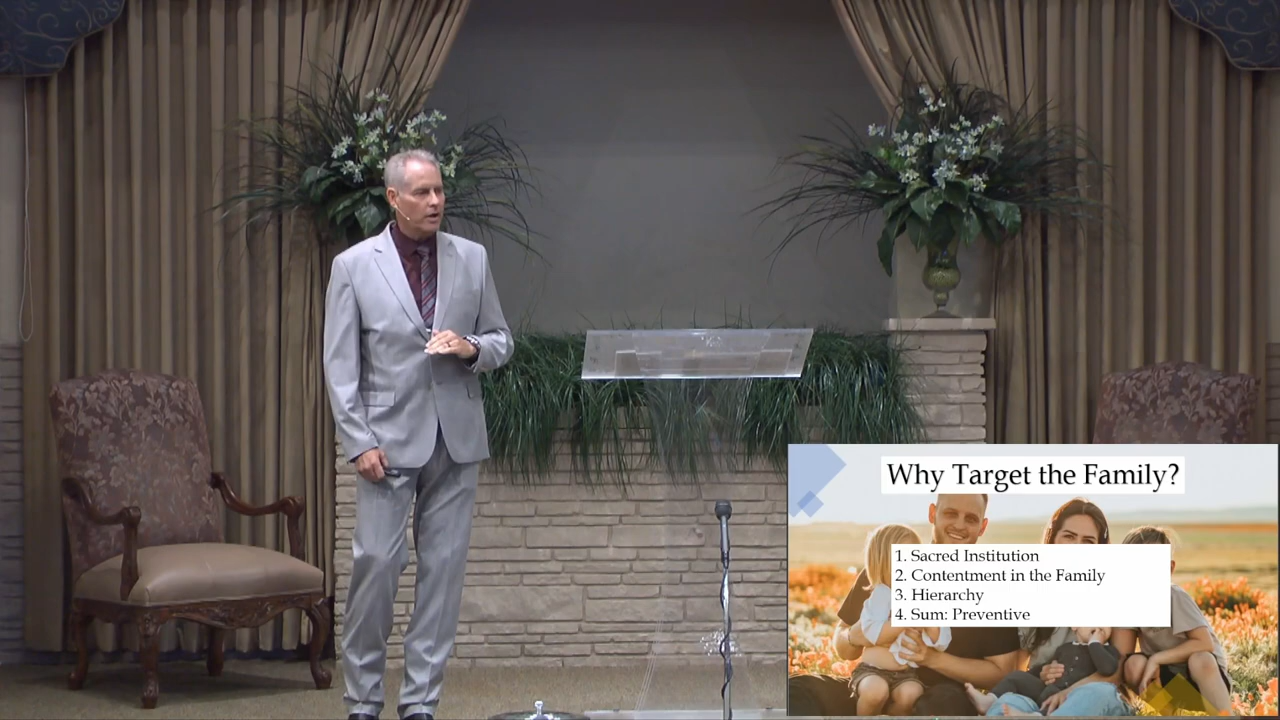 Why Target the Family?
1. Sacred Institution
2. Contentment in the Family
3. Hierarchy
4. Sum: Preventive